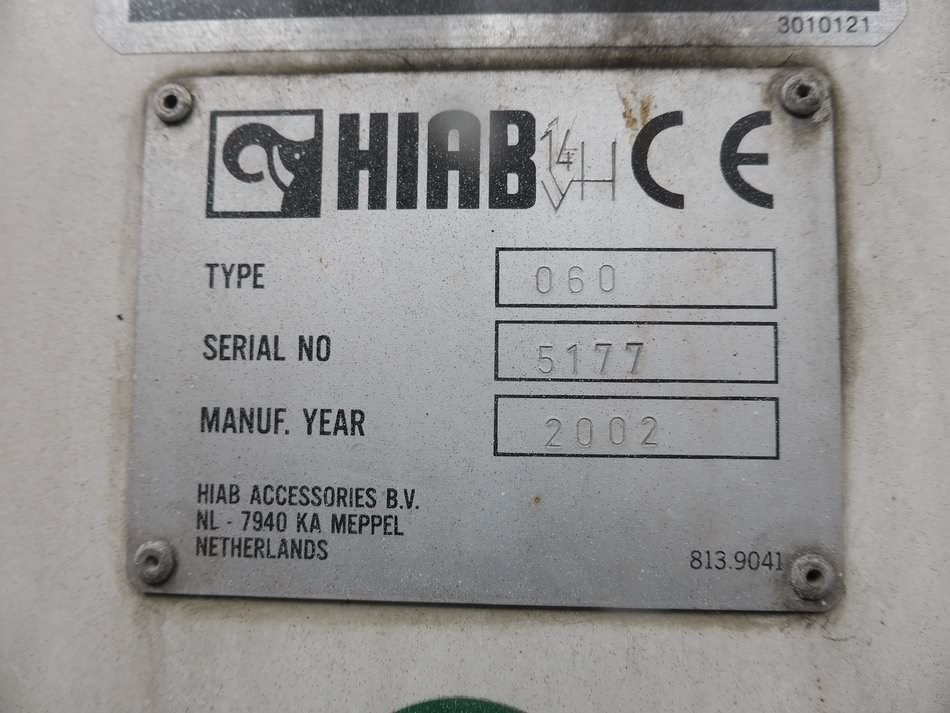 3010121
HIAB CE
TYPE 060
SERIAL NO 5177
MANUF. YEAR 2002
HIAB ACCESSORIES B.V.
NL - 7940 KA MEPPEL
NETHERLANDS
813.9041